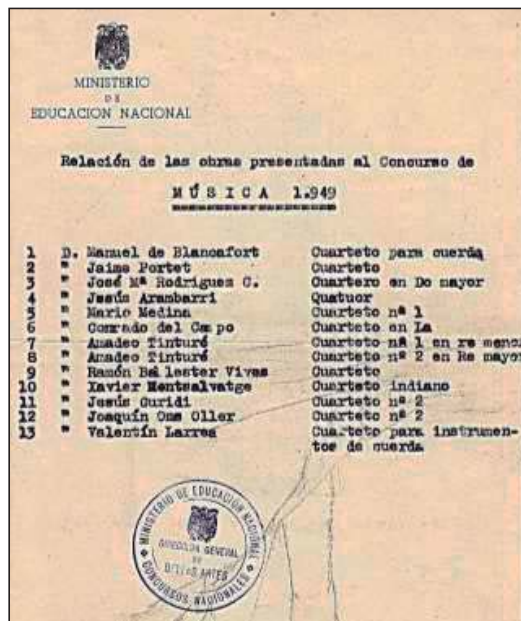 MINISTERIO
DE
EDUCACION NACIONAL
Relación de las obras presentadas al Concurso de
MÚSICA 1.949
1 D. Manuel de Blancafort Cuarteto para cuerda
2 " Jaime Portet Cuarteto
3 " José Mª Rodrigues C. Cuartero en Do mayor
4 " Jesús Arambarri Quatuor
5 " Mario Medina Cuarteto nº 1
6 " Conrado del Campo Cuarteto en La
7 " Amadeo Tinturé Cuarteto nº 1 en re menor
8 " Amadeo Tinturé Cuarteto nº 2 en Re mayor
9 " Ramón Ballester Vives Cuarteto
10 " Xavier Montsalvatge Cuarteto indiano
11 " Jesús Guridi Cuarteto nº 2
12 " Joaquín Oms Oller Cuarteto nº 2
13 " Valentín Larrea Cuarteto para instrumen-
tos de cuerda
MINISTERIO DE EDUCACION NACIONAL
DIRECCION GENERAL
DE
BELLAS ARTES
CONCURSOS NACIONALES